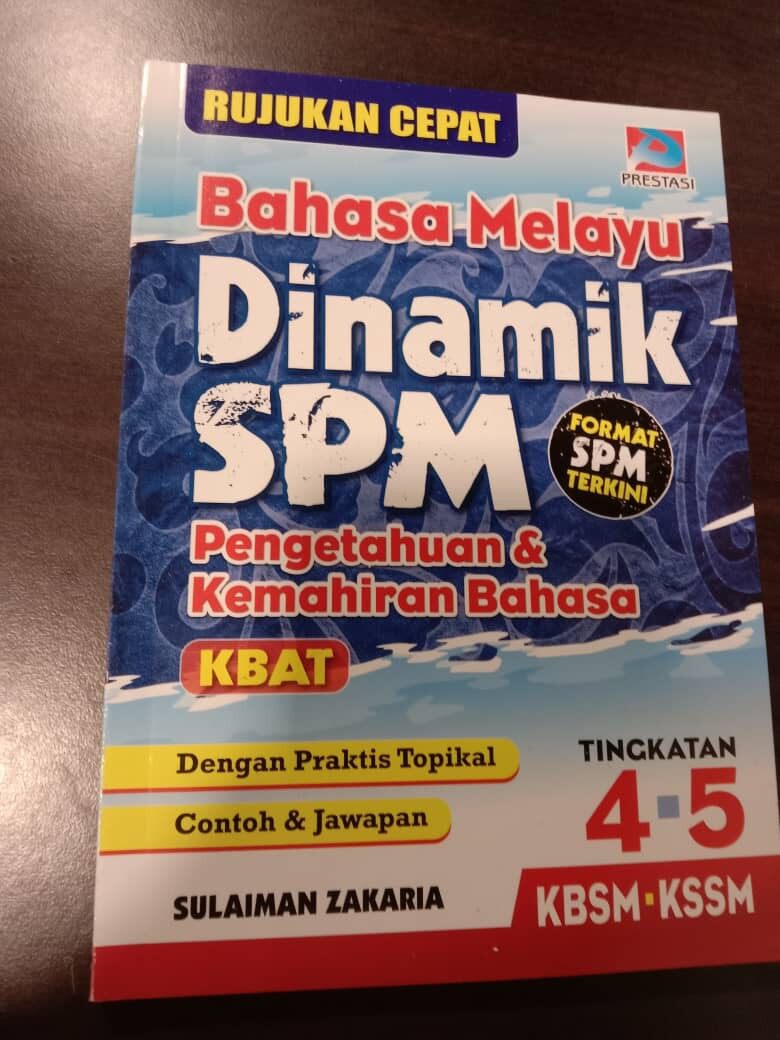 RUJUKAN CEPAT
PRESTASI
Bahasa Melayu
Dinamik
SPM
FORMAT
SPM
TERKINI
Pengetahuan &
Kemahiran Bahasa
KBAT
Dengan Praktis Topikal
Contoh & Jawapan
TINGKATAN
4▪5
SULAIMAN ZAKARIA
KBSM▪KSSM